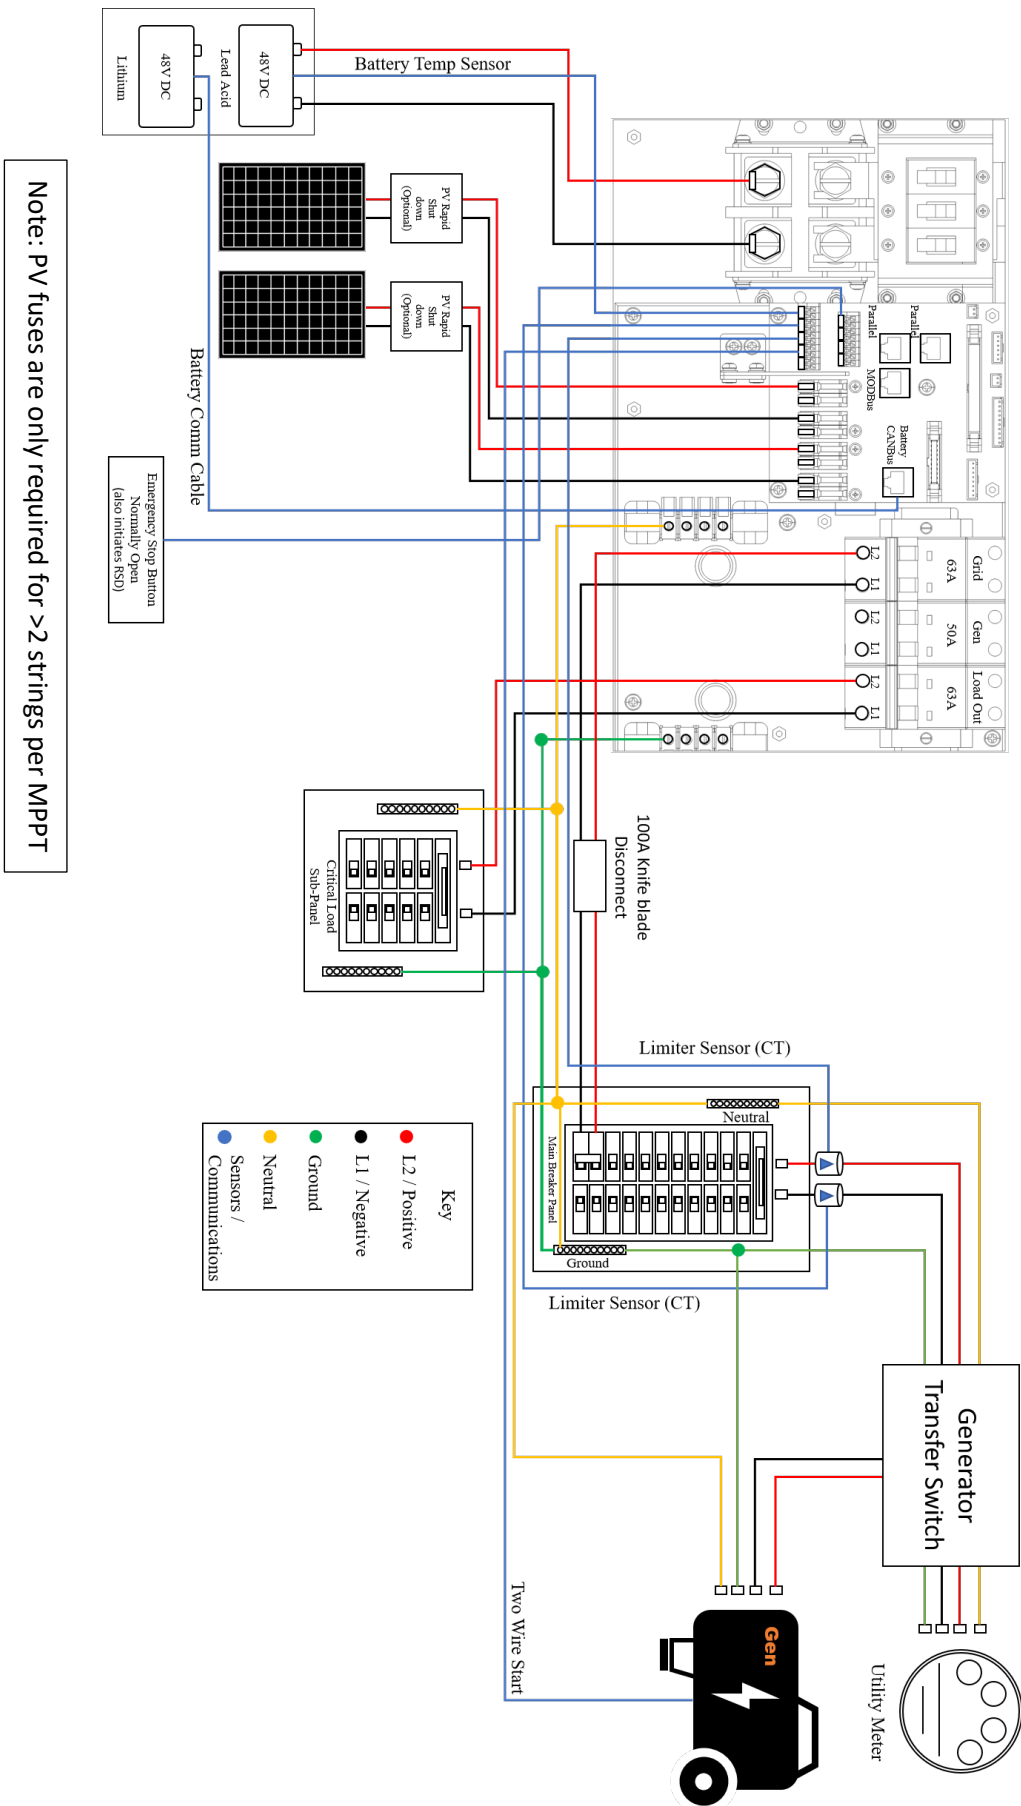 Battery Temp Sensor
48V DC
Lead Acid
48V DC
Lithium
PV Rapid
Shut
down
(Optional)
PV Rapid
Shut
down
(Optional)
Parallel
Parallel
MODBus
Battery
CANBus
Battery Comm Cable
Emergency Stop Button
Normally Open
(also initiates RSD)
Grid
63A
L2
L1
Gen
50A
L2
L1
Load Out
63A
L2
L1
Note: PV fuses are only required for >2 strings per MPPT
100A Knife blade
Disconnect
Critical Load
Sub-Panel
Limiter Sensor (CT)
Neutral
Main Breaker Panel
Ground
Limiter Sensor (CT)
Key
L2 / Positive
L1 / Negative
Ground
Neutral
Sensors /
Communications
Generator
Transfer Switch
Two Wire Start
Gen
Utility Meter